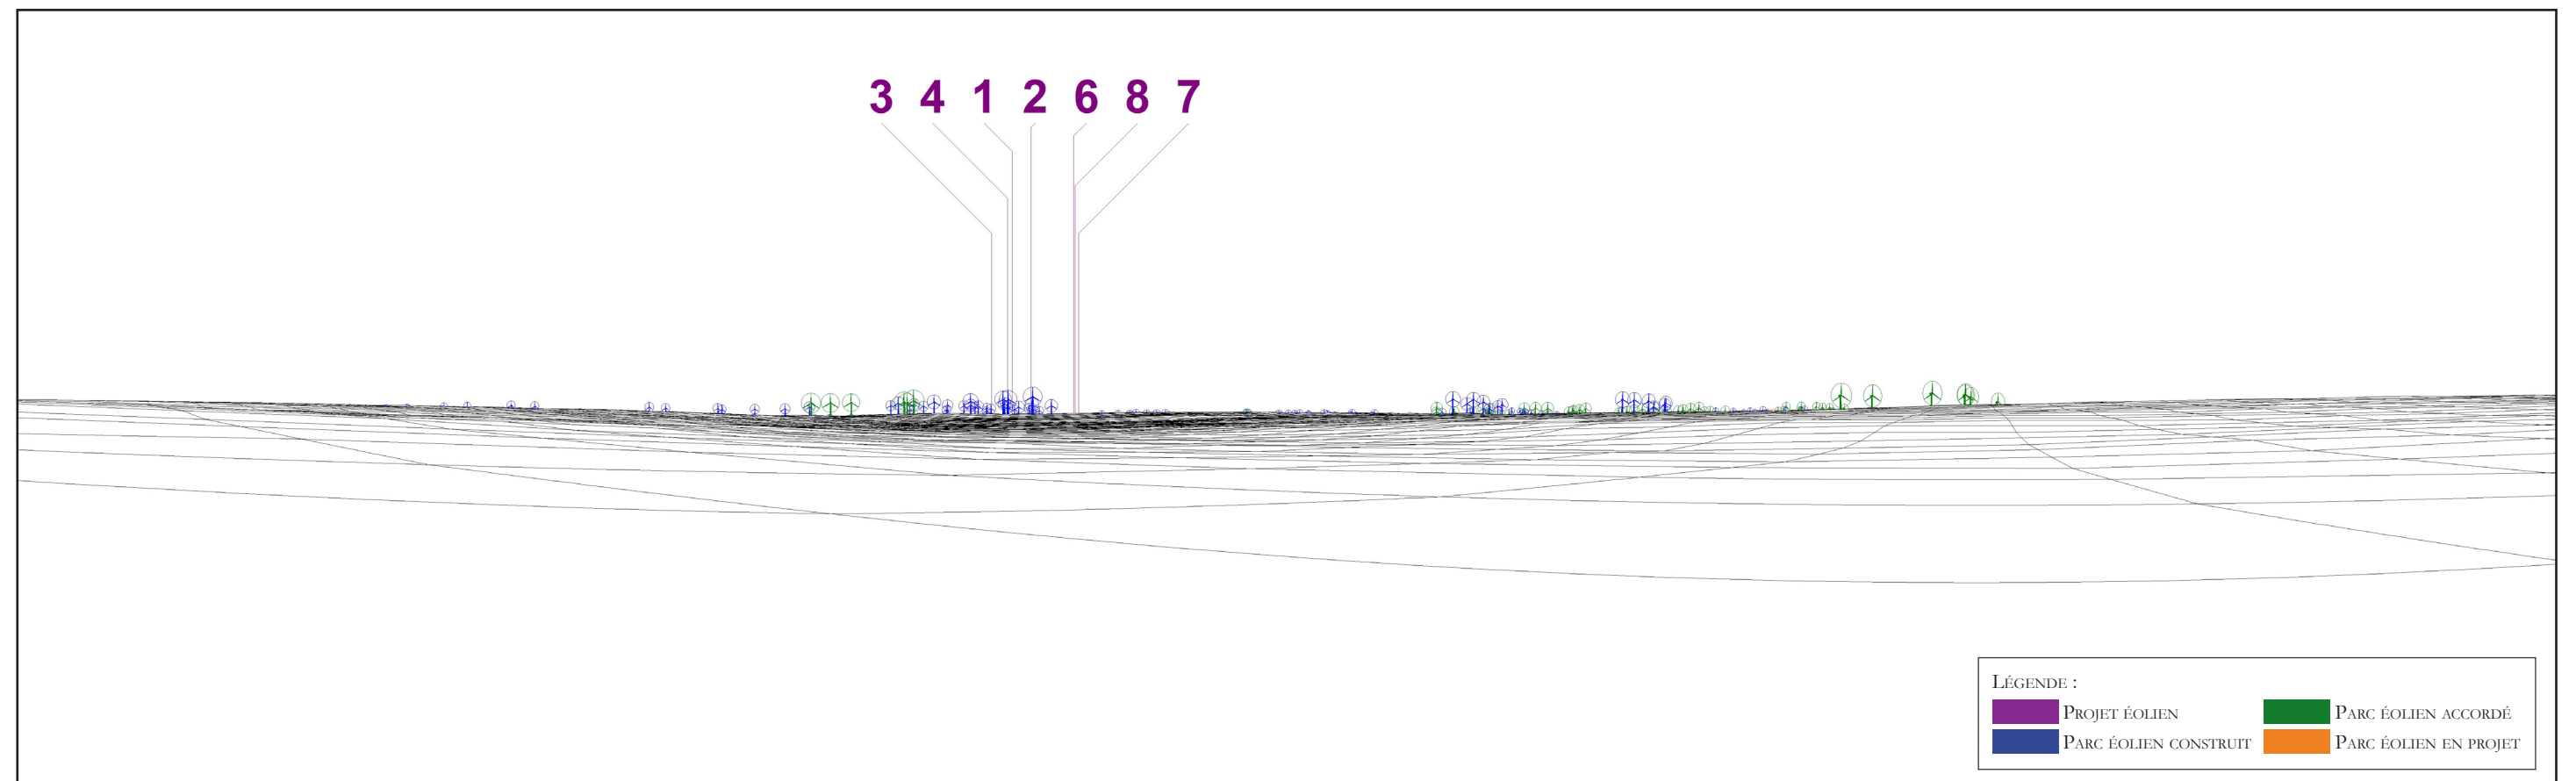 3 4 1 2 6 8 7
LÉGENDE :
PROJET ÉOLIEN PARC ÉOLIEN ACCORDÉ
PARC ÉOLIEN CONSTRUIT PARC ÉOLIEN EN PROJET